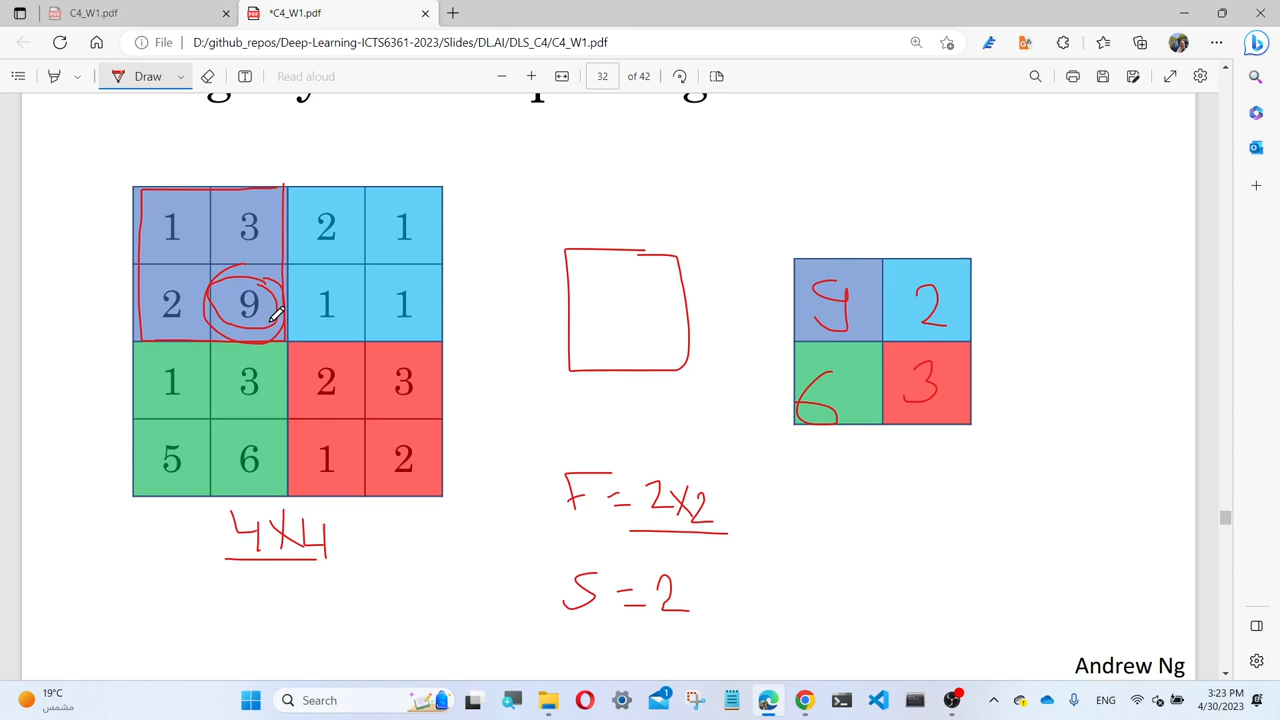 C4_W1.pdf
*C4_W1.pdf
File D:/github_repos/Deep-Learning-ICTS6361-2023/Slides/DL.AI/DLS_C4/C4_W1.pdf
Draw Read aloud 32 of 42
1 3 2 1
2 9 1 1
1 3 2 3
5 6 1 2
4x4
F = 2x2
S = 2
9 2
6 3
Andrew Ng
19°C
مشمس
Search
1
ENG
3:23 PM
4/30/2023